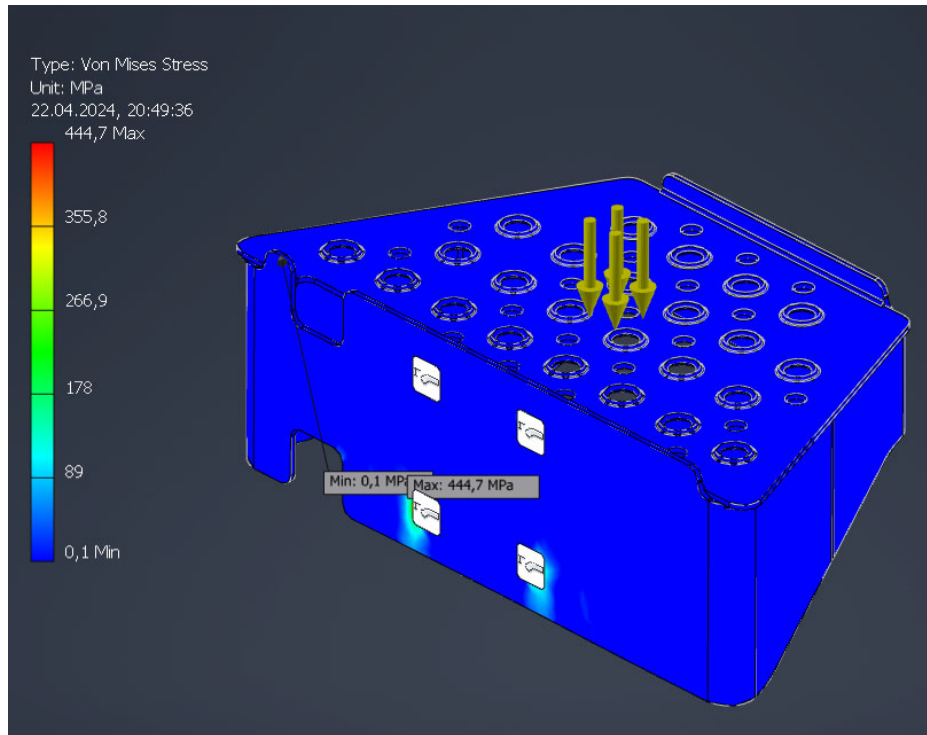 Type: Von Mises Stress
Unit: MPa
22.04.2024, 20:49:36
444,7 Max
355,8
266,9
178
89
0,1 Min
Min: 0,1 MPa
Max: 444,7 MPa